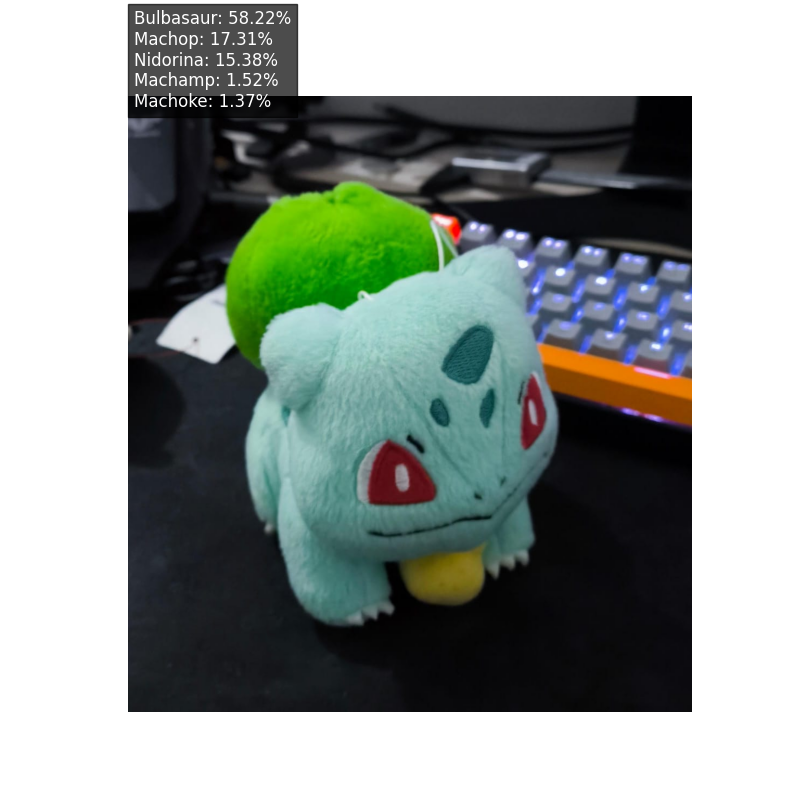 Bulbasaur: 58.22%
Machop: 17.31%
Nidorina: 15.38%
Machamp: 1.52%
Machoke: 1.37%